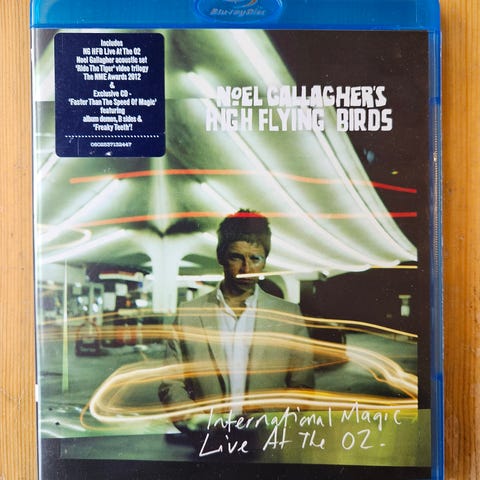 Blu-ray Disc
Includes
NG HFB Live At The O2
Noel Gallagher acoustic set
'Ride The Tiger' video trilogy
The NME Awards 2012
&
Exclusive CD -
'Faster Than The Speed Of Magic'
featuring
album demos, B sides &
'Freaky Teeth'!
0602537132447
NOEL GALLAGHER'S
HIGH FLYING BIRDS
International Magic
Live At The O2.